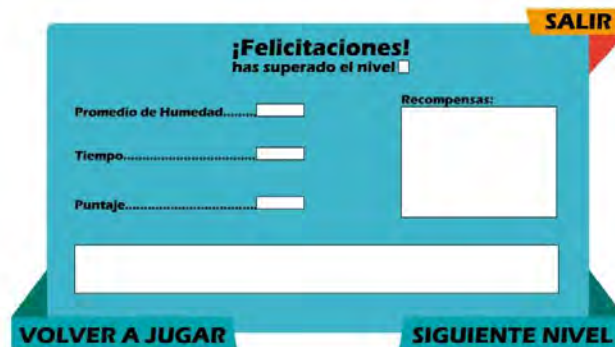 SALIR
¡Felicitaciones!
has superado el nivel
Promedio de Humedad.........
Recompensas:
Tiempo.................................
Puntaje.................................
VOLVER A JUGAR
SIGUIENTE NIVEL